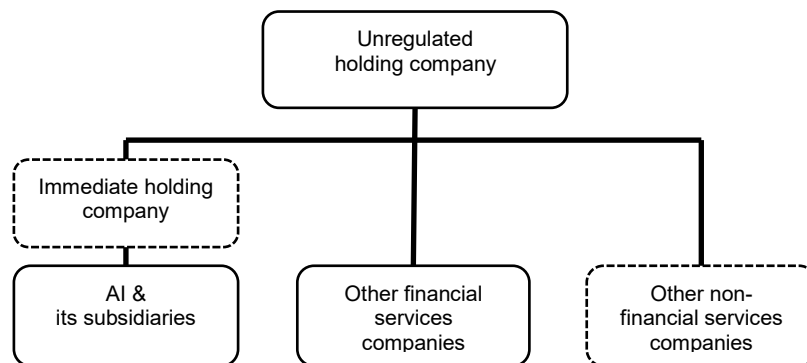 Unregulated
holding company
Immediate holding
company
AI &
its subsidiaries
Other financial
services
companies
Other non-
financial services
companies